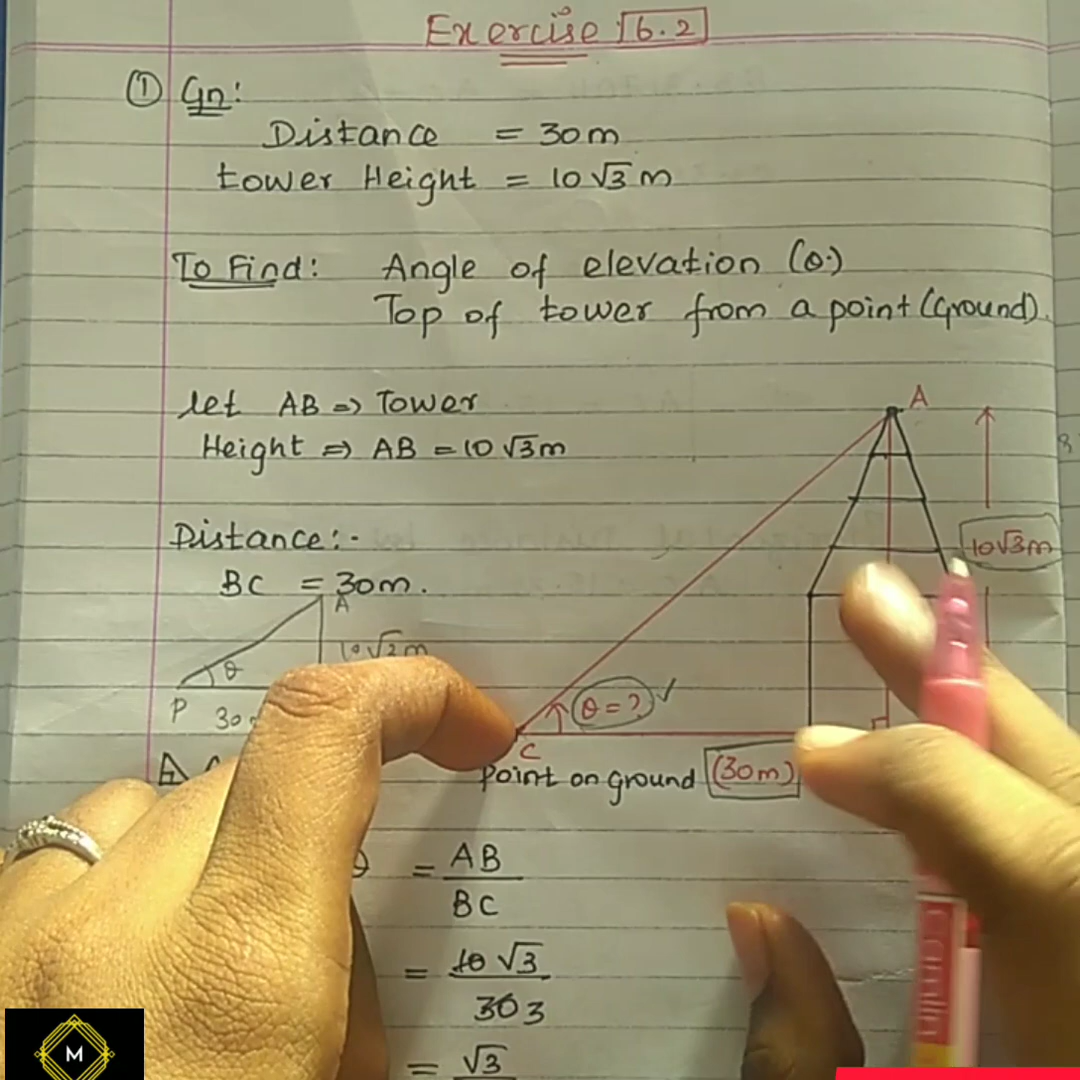 Exercise 6.2
① Gn:
Distance = 30m
tower Height = 10√3 m
To Find: Angle of elevation (θ.)
Top of tower from a point (Ground).
let AB => Tower
Height => AB = 10√3m
Distance:-
BC = 30m.
A
10√3m
A
θ
P 30
θ = ? ✓
C
Point on ground (30m)
= AB
BC
= 10 √3
30 3
= √3
Camlin
M